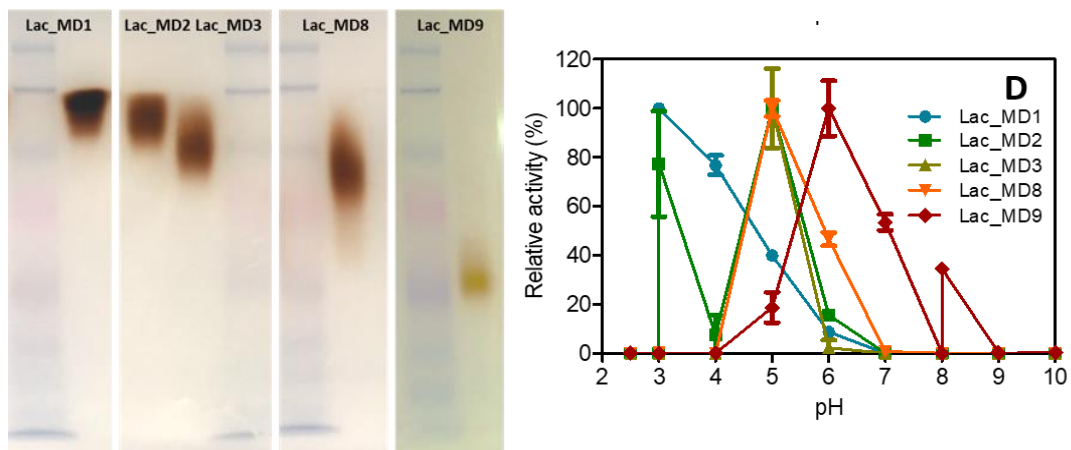 Lac_MD1
Lac_MD2 Lac_MD3
Lac_MD8
Lac_MD9
D
120
100
80
60
40
20
0
Relative activity (%)
2 3 4 5 6 7 8 9 10
pH
Lac_MD1
Lac_MD2
Lac_MD3
Lac_MD8
Lac_MD9